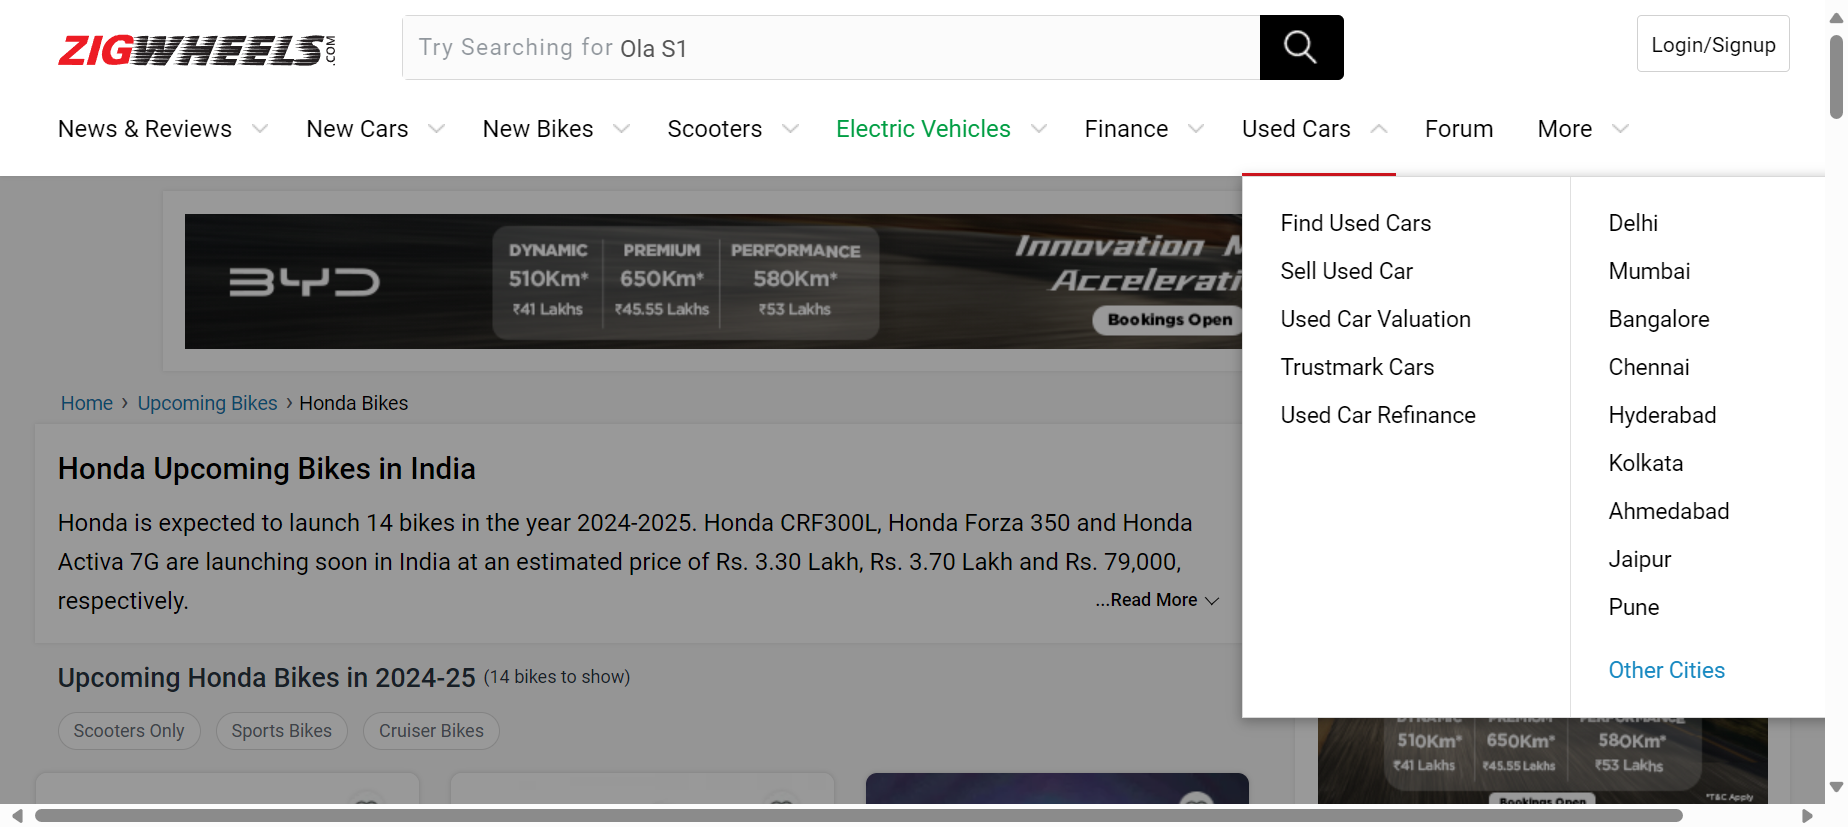 ZIGWHEELS.COM
Try Searching for Ola S1
Login/Signup
News & Reviews
New Cars
New Bikes
Scooters
Electric Vehicles
Finance
Used Cars
Forum
More
Find Used Cars
Sell Used Car
Used Car Valuation
Trustmark Cars
Used Car Refinance
Delhi
Mumbai
Bangalore
Chennai
Hyderabad
Kolkata
Ahmedabad
Jaipur
Pune
Other Cities
BYD
DYNAMIC
510Km*
₹41 Lakhs
PREMIUM
650Km*
₹45.55 Lakhs
PERFORMANCE
580Km*
₹53 Lakhs
Innovation M
Accelerati
Bookings Open
Home › Upcoming Bikes › Honda Bikes
Honda Upcoming Bikes in India
Honda is expected to launch 14 bikes in the year 2024-2025. Honda CRF300L, Honda Forza 350 and Honda
Activa 7G are launching soon in India at an estimated price of Rs. 3.30 Lakh, Rs. 3.70 Lakh and Rs. 79,000,
respectively.
...Read More
Upcoming Honda Bikes in 2024-25 (14 bikes to show)
Scooters Only
Sports Bikes
Cruiser Bikes
DYNAMIC
510Km*
₹41 Lakhs
PREMIUM
650Km*
₹45.55 Lakhs
PERFORMANCE
580Km*
₹53 Lakhs
Bookings Open
*T&C Apply